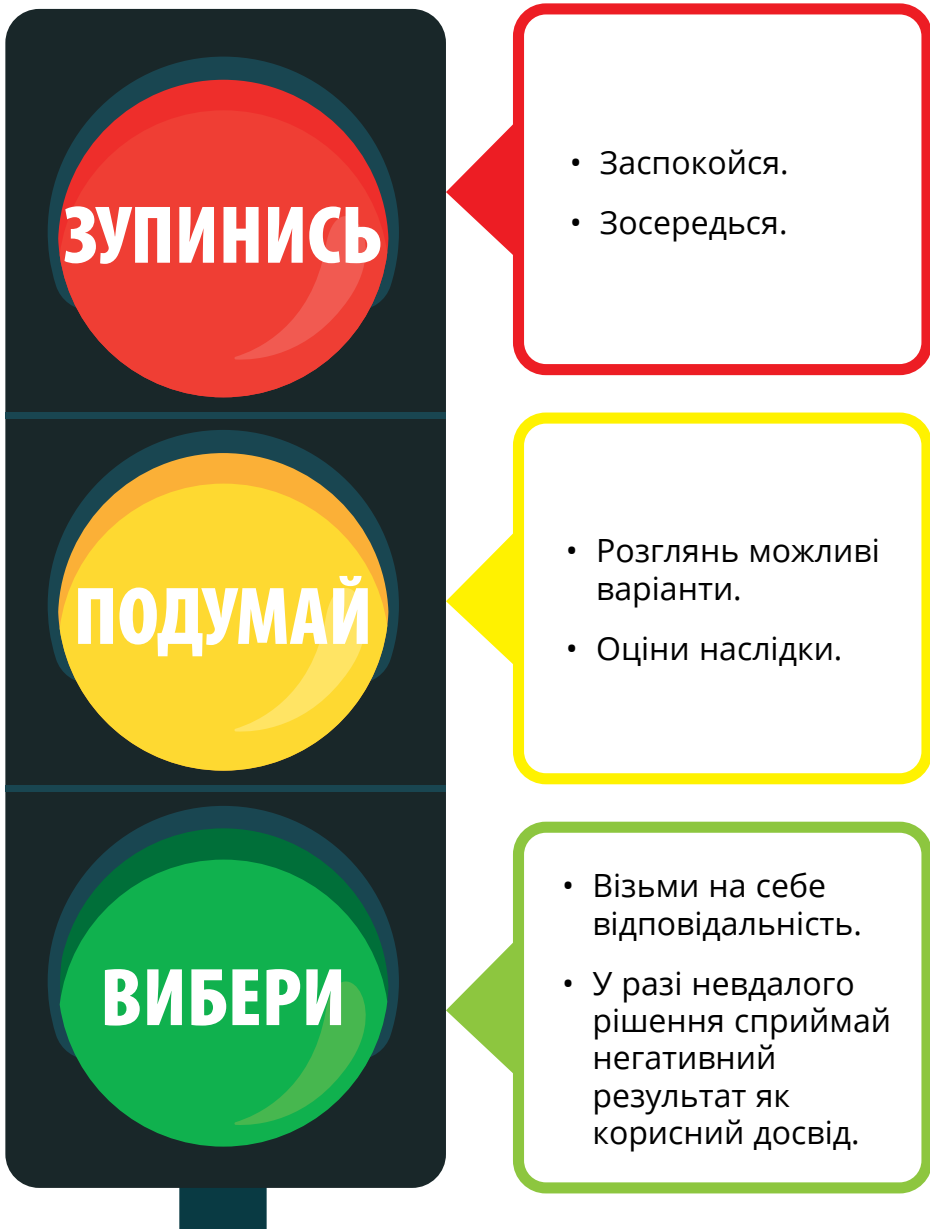 ЗУПИНИСЬ
• Заспокойся.
• Зосередься.
ПОДУМАЙ
• Розглянь можливі
варіанти.
• Оціни наслідки.
ВИБЕРИ
• Візьми на себе
відповідальність.
• У разі невдалого
рішення сприймай
негативний
результат як
корисний досвід.